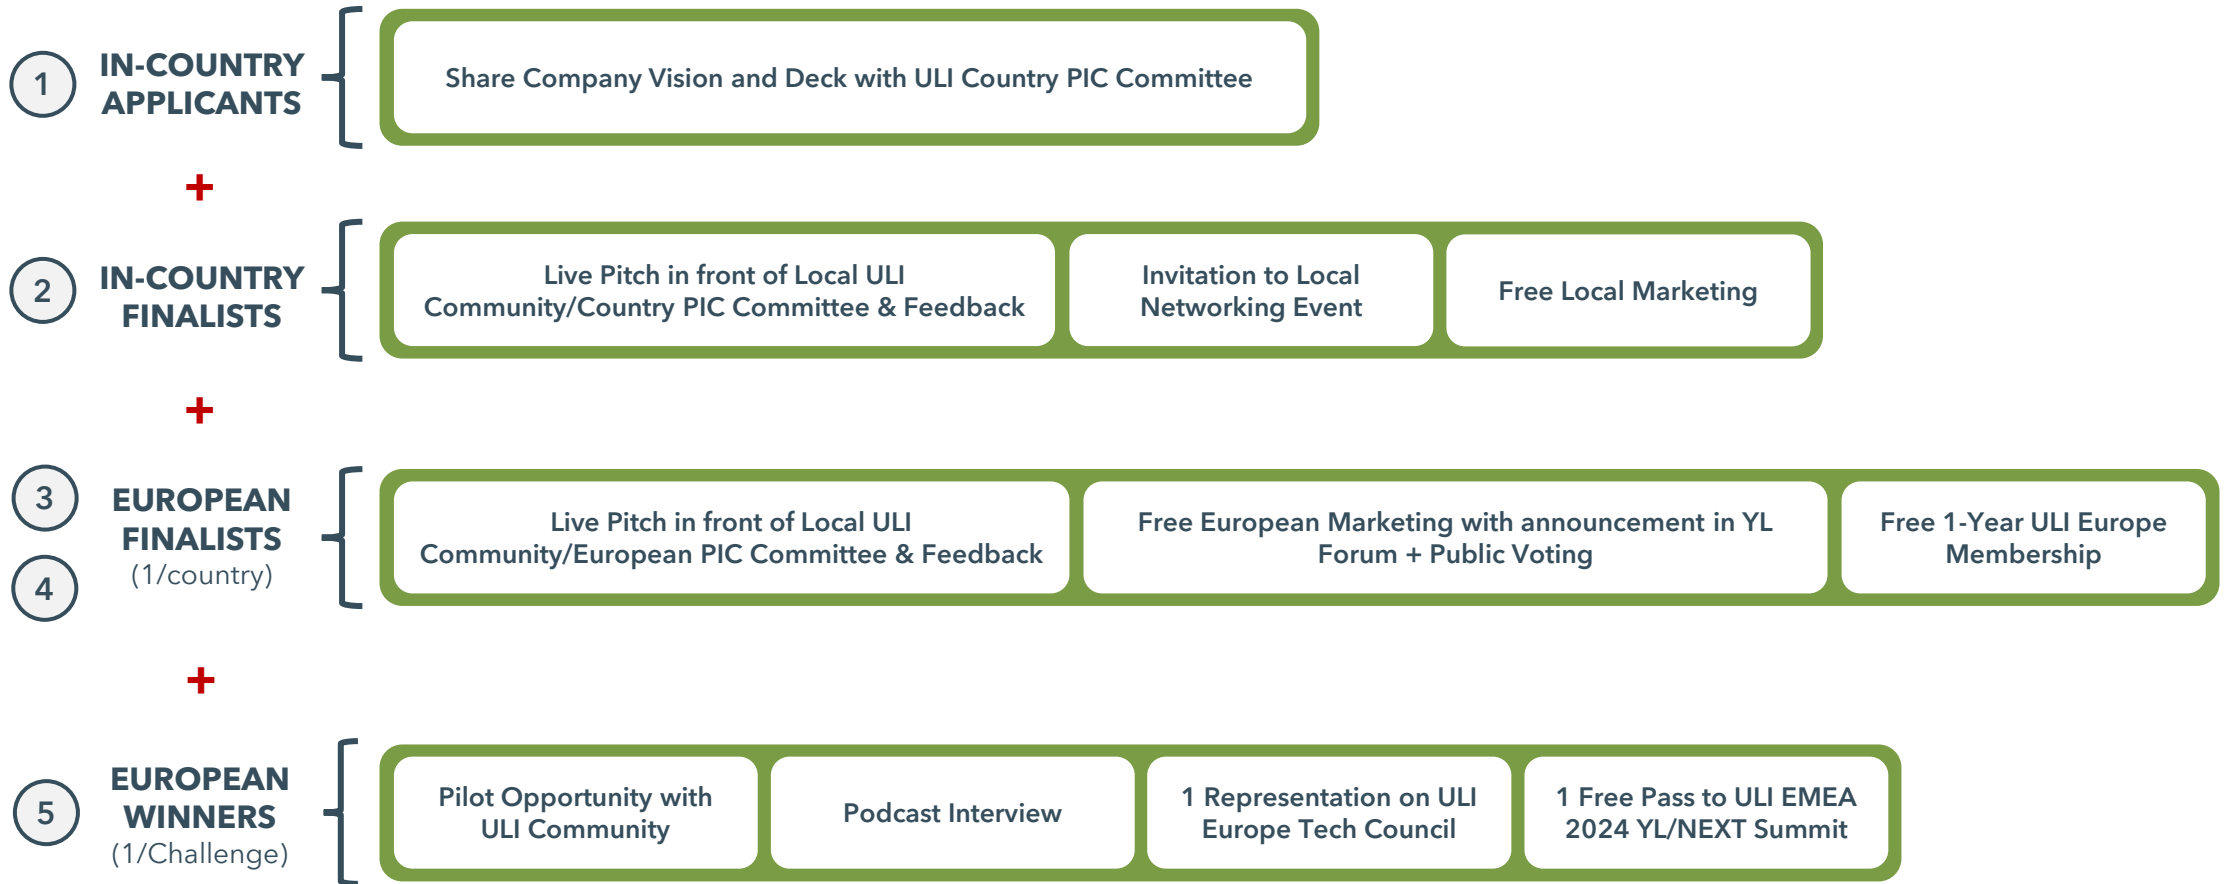 1
IN-COUNTRY
APPLICANTS
Share Company Vision and Deck with ULI Country PIC Committee
+
2
IN-COUNTRY
FINALISTS
Live Pitch in front of Local ULI
Community/Country PIC Committee & Feedback
Invitation to Local
Networking Event
Free Local Marketing
+
3
4
EUROPEAN
FINALISTS
(1/country)
Live Pitch in front of Local ULI
Community/European PIC Committee & Feedback
Free European Marketing with announcement in YL
Forum + Public Voting
Free 1-Year ULI Europe
Membership
+
5
EUROPEAN
WINNERS
(1/Challenge)
Pilot Opportunity with
ULI Community
Podcast Interview
1 Representation on ULI
Europe Tech Council
1 Free Pass to ULI EMEA
2024 YL/NEXT Summit